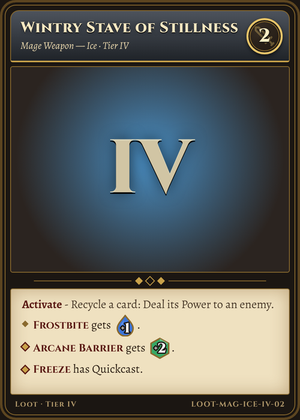 Wintry Stave of Stillness
2
Mage Weapon — Ice · Tier IV
IV
Activate - Recycle a card: Deal its Power to an enemy.
Frostbite gets 1 .
Arcane Barrier gets 2 .
Freeze has Quickcast.
Loot · Tier IV
LOOT-MAG-ICE-IV-02